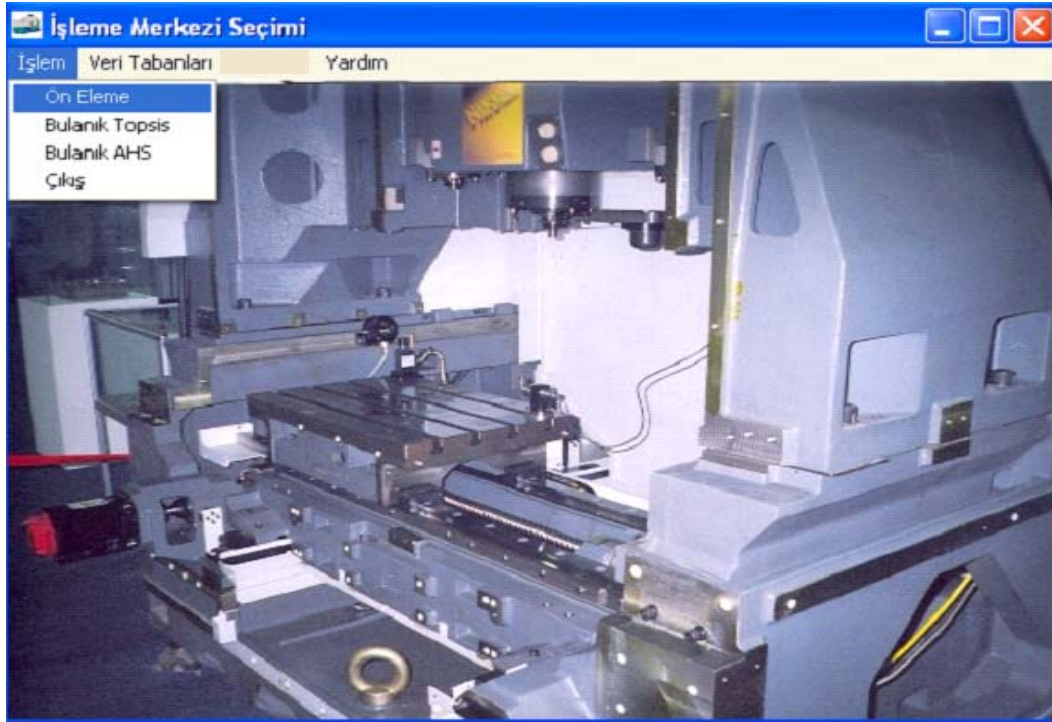 İşleme Merkezi Seçimi
İşlem Veri Tabanları Yardım
Ön Eleme
Bulanık Topsis
Bulanık AHS
Çıkış